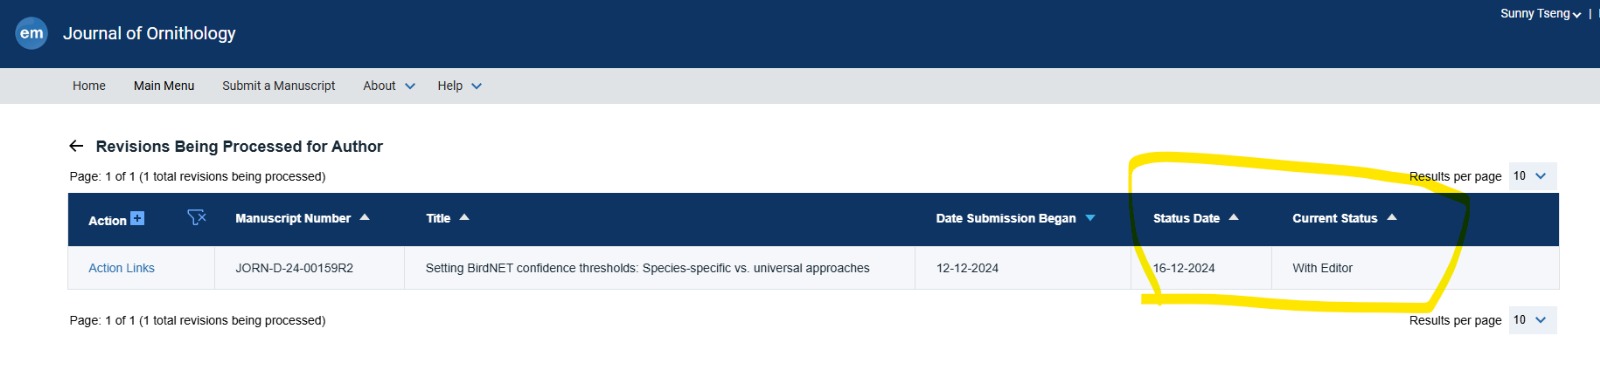 Sunny Tseng |
em Journal of Ornithology
Home Main Menu Submit a Manuscript About Help
← Revisions Being Processed for Author
Page: 1 of 1 (1 total revisions being processed) Results per page 10
Action + Manuscript Number Title Date Submission Began Status Date Current Status
Action Links JORN-D-24-00159R2 Setting BirdNET confidence thresholds: Species-specific vs. universal approaches 12-12-2024 16-12-2024 With Editor
Page: 1 of 1 (1 total revisions being processed) Results per page 10